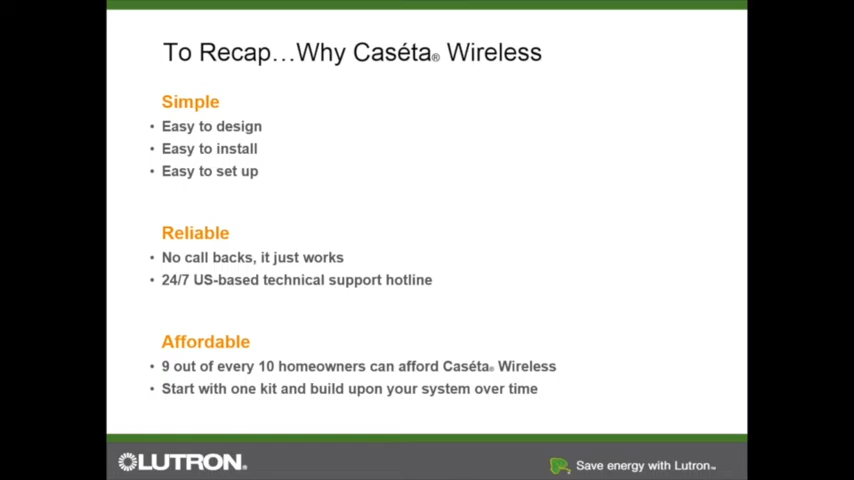 To Recap…Why Caséta® Wireless
Simple
• Easy to design
• Easy to install
• Easy to set up
Reliable
• No call backs, it just works
• 24/7 US-based technical support hotline
Affordable
• 9 out of every 10 homeowners can afford Caséta® Wireless
• Start with one kit and build upon your system over time
LUTRON®
Save energy with Lutron™